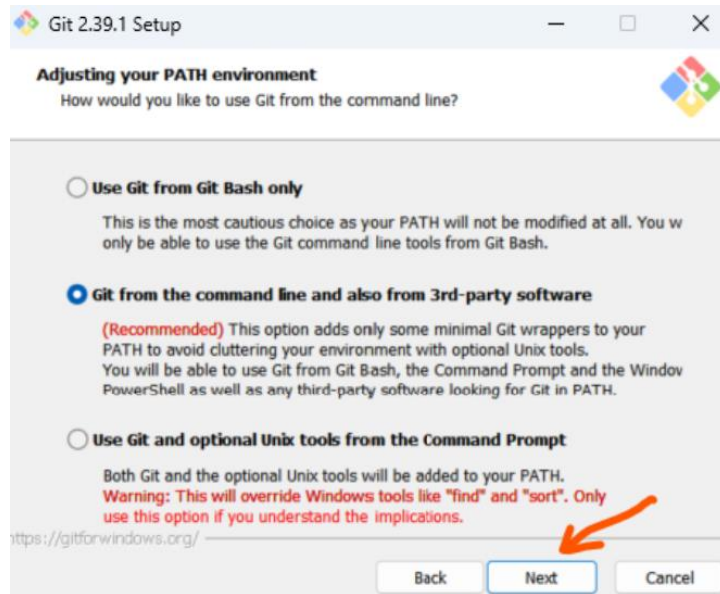 Git 2.39.1 Setup
Adjusting your PATH environment
How would you like to use Git from the command line?
Use Git from Git Bash only
This is the most cautious choice as your PATH will not be modified at all. You w
only be able to use the Git command line tools from Git Bash.
Git from the command line and also from 3rd-party software
(Recommended) This option adds only some minimal Git wrappers to your
PATH to avoid cluttering your environment with optional Unix tools.
You will be able to use Git from Git Bash, the Command Prompt and the Window
PowerShell as well as any third-party software looking for Git in PATH.
Use Git and optional Unix tools from the Command Prompt
Both Git and the optional Unix tools will be added to your PATH.
Warning: This will override Windows tools like "find" and "sort". Only
use this option if you understand the implications.
https://gitforwindows.org/
Back Next Cancel